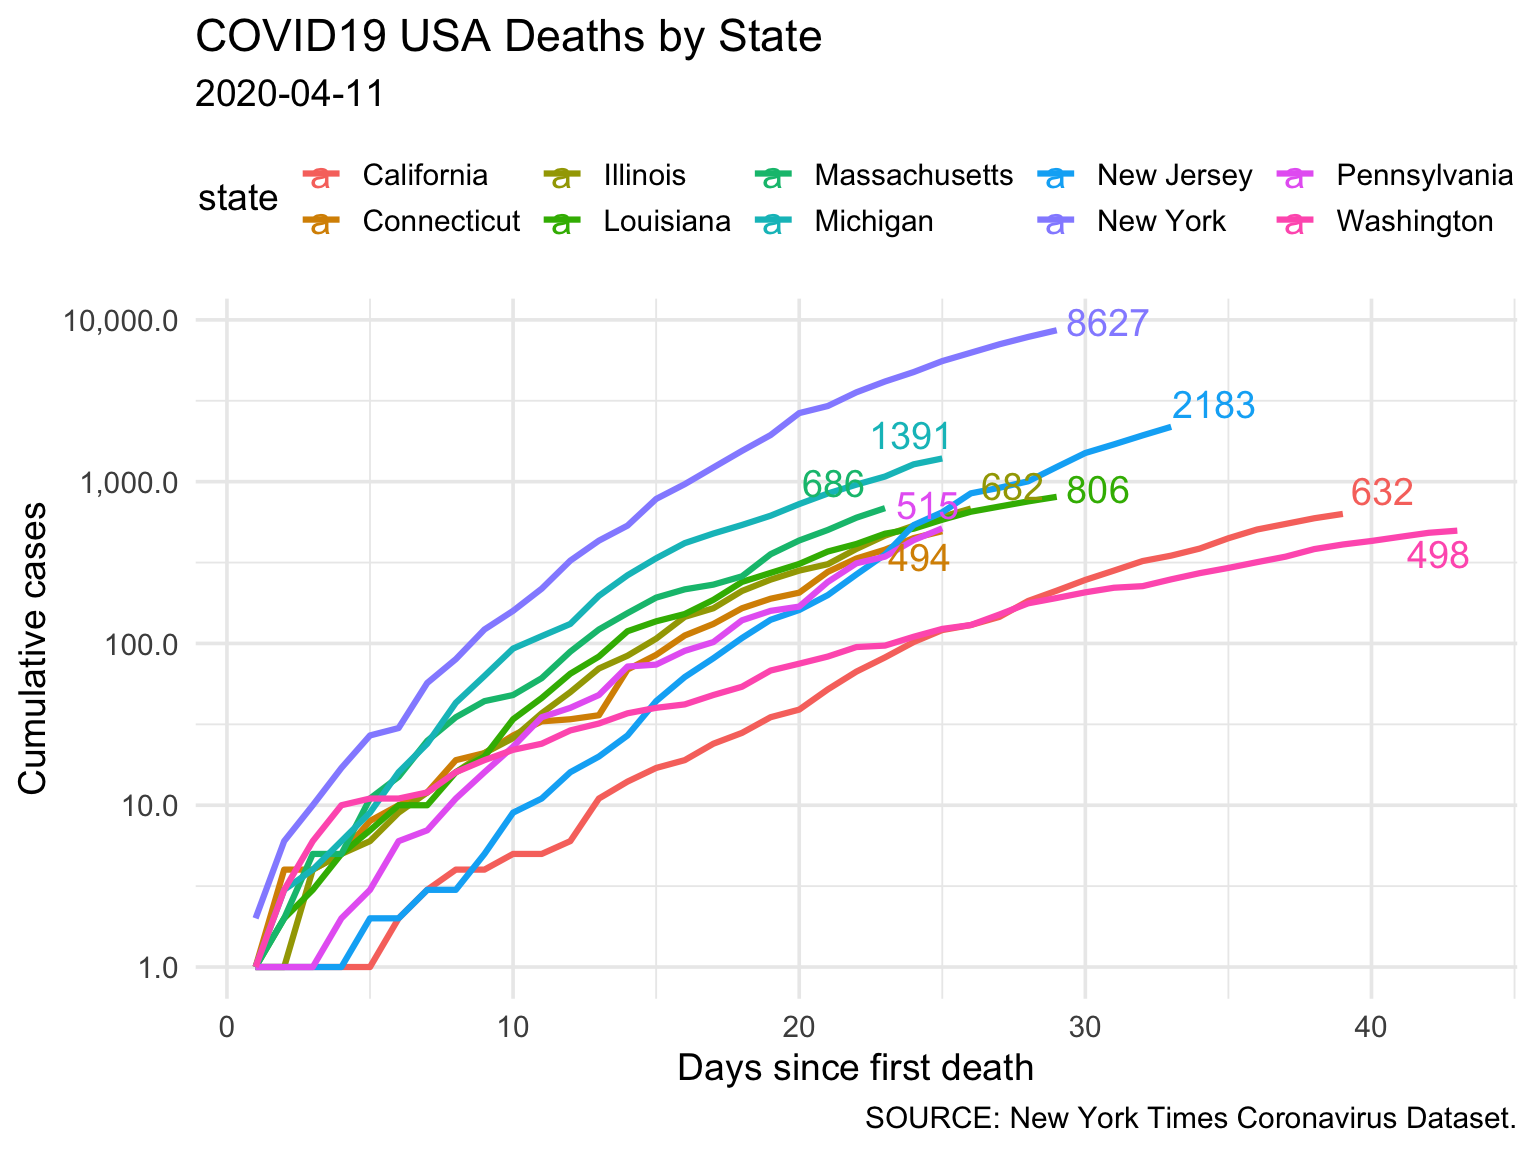 COVID19 USA Deaths by State
2020-04-11
state
a California a Illinois a Massachusetts a New Jersey a Pennsylvania
a Connecticut a Louisiana a Michigan a New York a Washington
10,000.0
1,000.0
100.0
10.0
1.0
Cumulative cases
8627
2183
1391
686
682
806
632
515
494
498
0 10 20 30 40
Days since first death
SOURCE: New York Times Coronavirus Dataset.